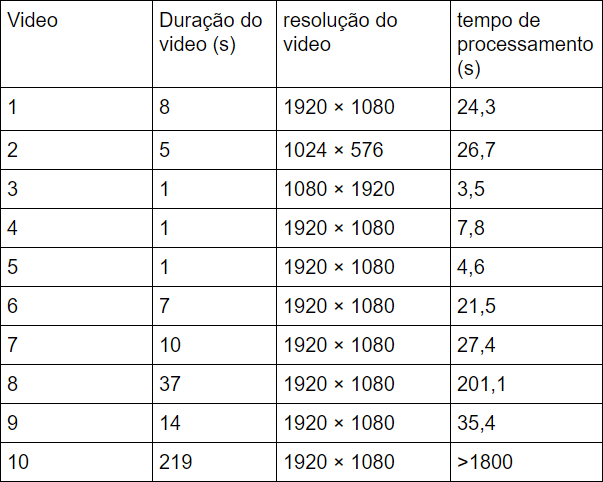 Video Duração do video (s) resolução do video tempo de processamento (s)
1 8 1920 × 1080 24,3
2 5 1024 × 576 26,7
3 1 1080 × 1920 3,5
4 1 1920 × 1080 7,8
5 1 1920 × 1080 4,6
6 7 1920 × 1080 21,5
7 10 1920 × 1080 27,4
8 37 1920 × 1080 201,1
9 14 1920 × 1080 35,4
10 219 1920 × 1080 >1800